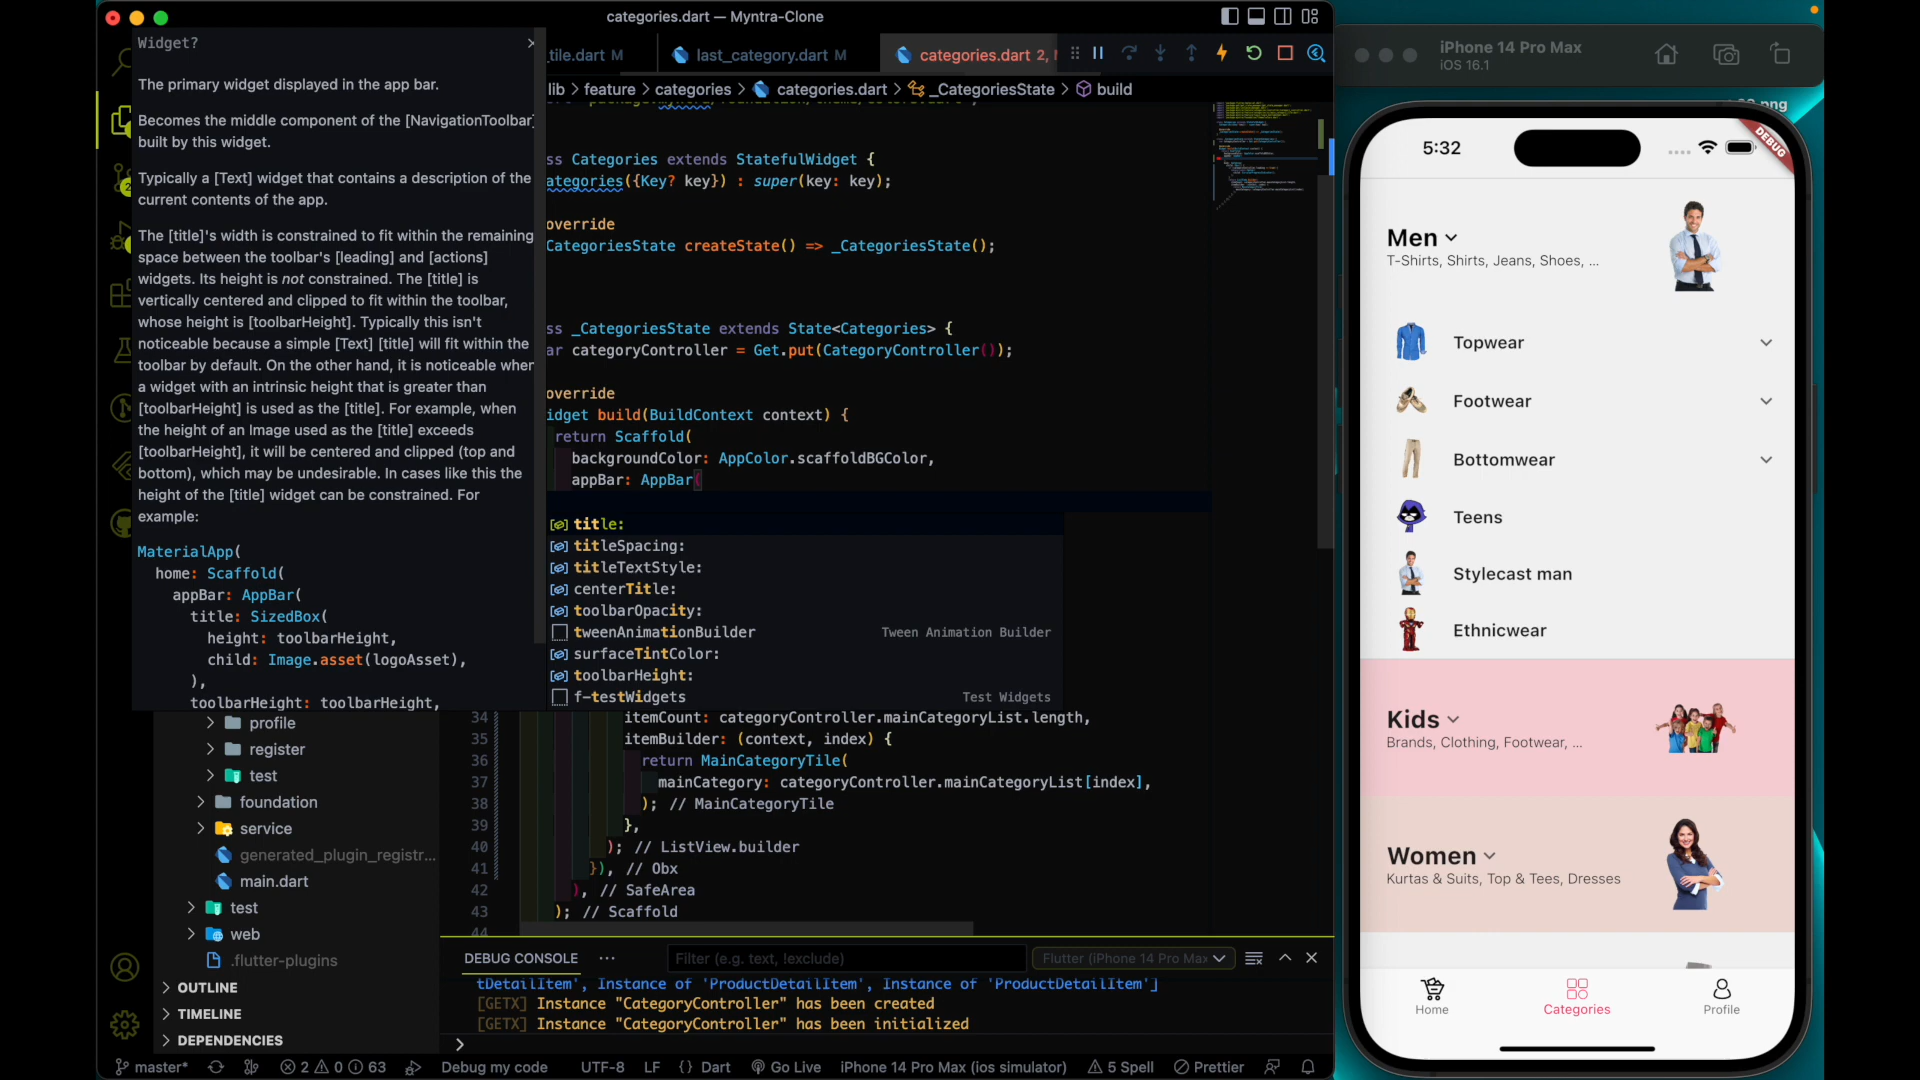 categories.dart — Myntra-Clone
Widget?
The primary widget displayed in the app bar.
Becomes the middle component of the [NavigationToolbar]
built by this widget.
Typically a [Text] widget that contains a description of the
current contents of the app.
The [title]'s width is constrained to fit within the remaining
space between the toolbar's [leading] and [actions]
widgets. Its height is not constrained. The [title] is
vertically centered and clipped to fit within the toolbar,
whose height is [toolbarHeight]. Typically this isn't
noticeable because a simple [Text] [title] will fit within the
toolbar by default. On the other hand, it is noticeable when
a widget with an intrinsic height that is greater than
[toolbarHeight] is used as the [title]. For example, when
the height of an Image used as the [title] exceeds
[toolbarHeight], it will be centered and clipped (top and
bottom), which may be undesirable. In cases like this the
height of the [title] widget can be constrained. For
example:
MaterialApp(
home: Scaffold(
appBar: AppBar(
title: SizedBox(
height: toolbarHeight,
child: Image.asset(logoAsset),
),
toolbarHeight: toolbarHeight,
profile
register
test
foundation
service
generated_plugin_registr...
main.dart
test
web
.flutter-plugins
OUTLINE
TIMELINE
DEPENDENCIES
tile.dart M
last_category.dart M
categories.dart 2,
lib > feature > categories > categories.dart > _CategoriesState > build
ss Categories extends StatefulWidget {
ategories({Key? key}) : super(key: key);
override
CategoriesState createState() => _CategoriesState();
ss _CategoriesState extends State<Categories> {
ar categoryController = Get.put(CategoryController());
override
idget build(BuildContext context) {
return Scaffold(
backgroundColor: AppColor.scaffoldBGColor,
appBar: AppBar(
title:
titleSpacing:
titleTextStyle:
centerTitle:
toolbarOpacity:
tweenAnimationBuilder Tween Animation Builder
surfaceTintColor:
toolbarHeight:
f-testWidgets Test Widgets
34 itemCount: categoryController.mainCategoryList.length,
35 itemBuilder: (context, index) {
36 return MainCategoryTile(
37 mainCategory: categoryController.mainCategoryList[index],
38 ); // MainCategoryTile
39 },
40 ); // ListView.builder
41 }), // Obx
42 ), // SafeArea
43 ); // Scaffold
44
DEBUG CONSOLE
Filter (e.g. text, !exclude)
Flutter (iPhone 14 Pro Max
tDetailItem', Instance of 'ProductDetailItem', Instance of 'ProductDetailItem']
[GETX] Instance "CategoryController" has been created
[GETX] Instance "CategoryController" has been initialized
master* 2 0 63 Debug my code UTF-8 LF {} Dart Go Live iPhone 14 Pro Max (ios simulator) 5 Spell Prettier
iPhone 14 Pro Max
iOS 16.1
5:32
DEBUG
Men
T-Shirts, Shirts, Jeans, Shoes, ...
Topwear
Footwear
Bottomwear
Teens
Stylecast man
Ethnicwear
Kids
Brands, Clothing, Footwear, ...
Women
Kurtas & Suits, Top & Tees, Dresses
Home
Categories
Profile